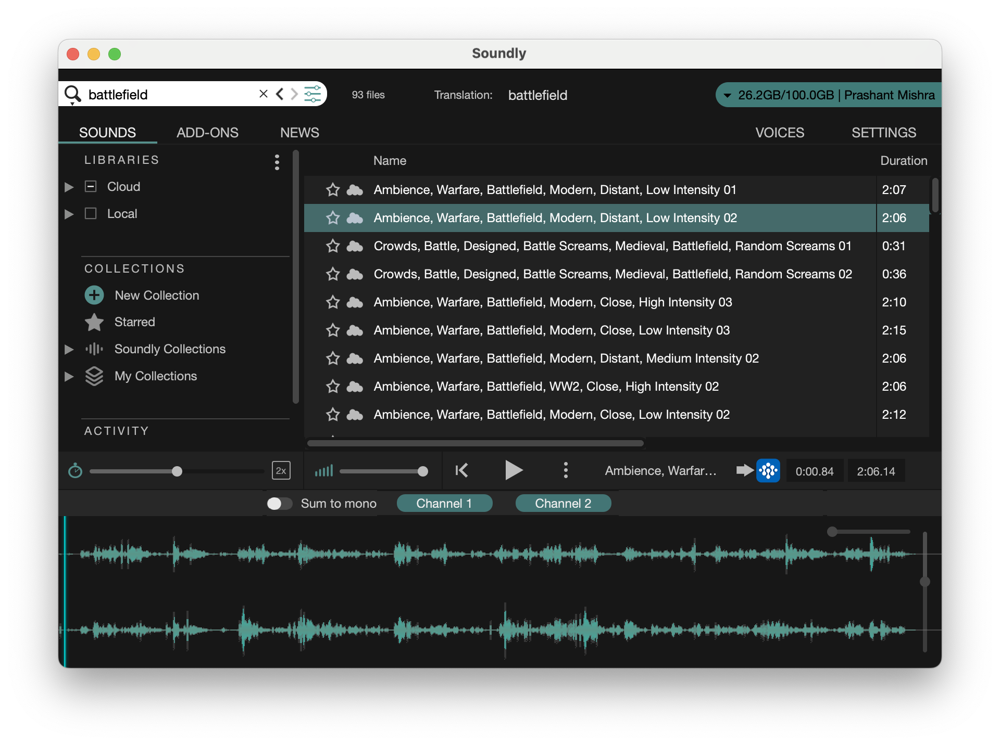 Soundly
battlefield
93 files
Translation: battlefield
26.2GB/100.0GB | Prashant Mishra
SOUNDS
ADD-ONS
NEWS
VOICES
SETTINGS
LIBRARIES
Cloud
Local
COLLECTIONS
New Collection
Starred
Soundly Collections
My Collections
ACTIVITY
Name Duration
Ambience, Warfare, Battlefield, Modern, Distant, Low Intensity 01 2:07
Ambience, Warfare, Battlefield, Modern, Distant, Low Intensity 02 2:06
Crowds, Battle, Designed, Battle Screams, Medieval, Battlefield, Random Screams 01 0:31
Crowds, Battle, Designed, Battle Screams, Medieval, Battlefield, Random Screams 02 0:36
Ambience, Warfare, Battlefield, Modern, Close, High Intensity 03 2:10
Ambience, Warfare, Battlefield, Modern, Close, Low Intensity 03 2:15
Ambience, Warfare, Battlefield, Modern, Distant, Medium Intensity 02 2:06
Ambience, Warfare, Battlefield, WW2, Close, High Intensity 02 2:06
Ambience, Warfare, Battlefield, Modern, Close, Low Intensity 02 2:12
2x
Ambience, Warfar...
0:00.84
2:06.14
Sum to mono
Channel 1
Channel 2